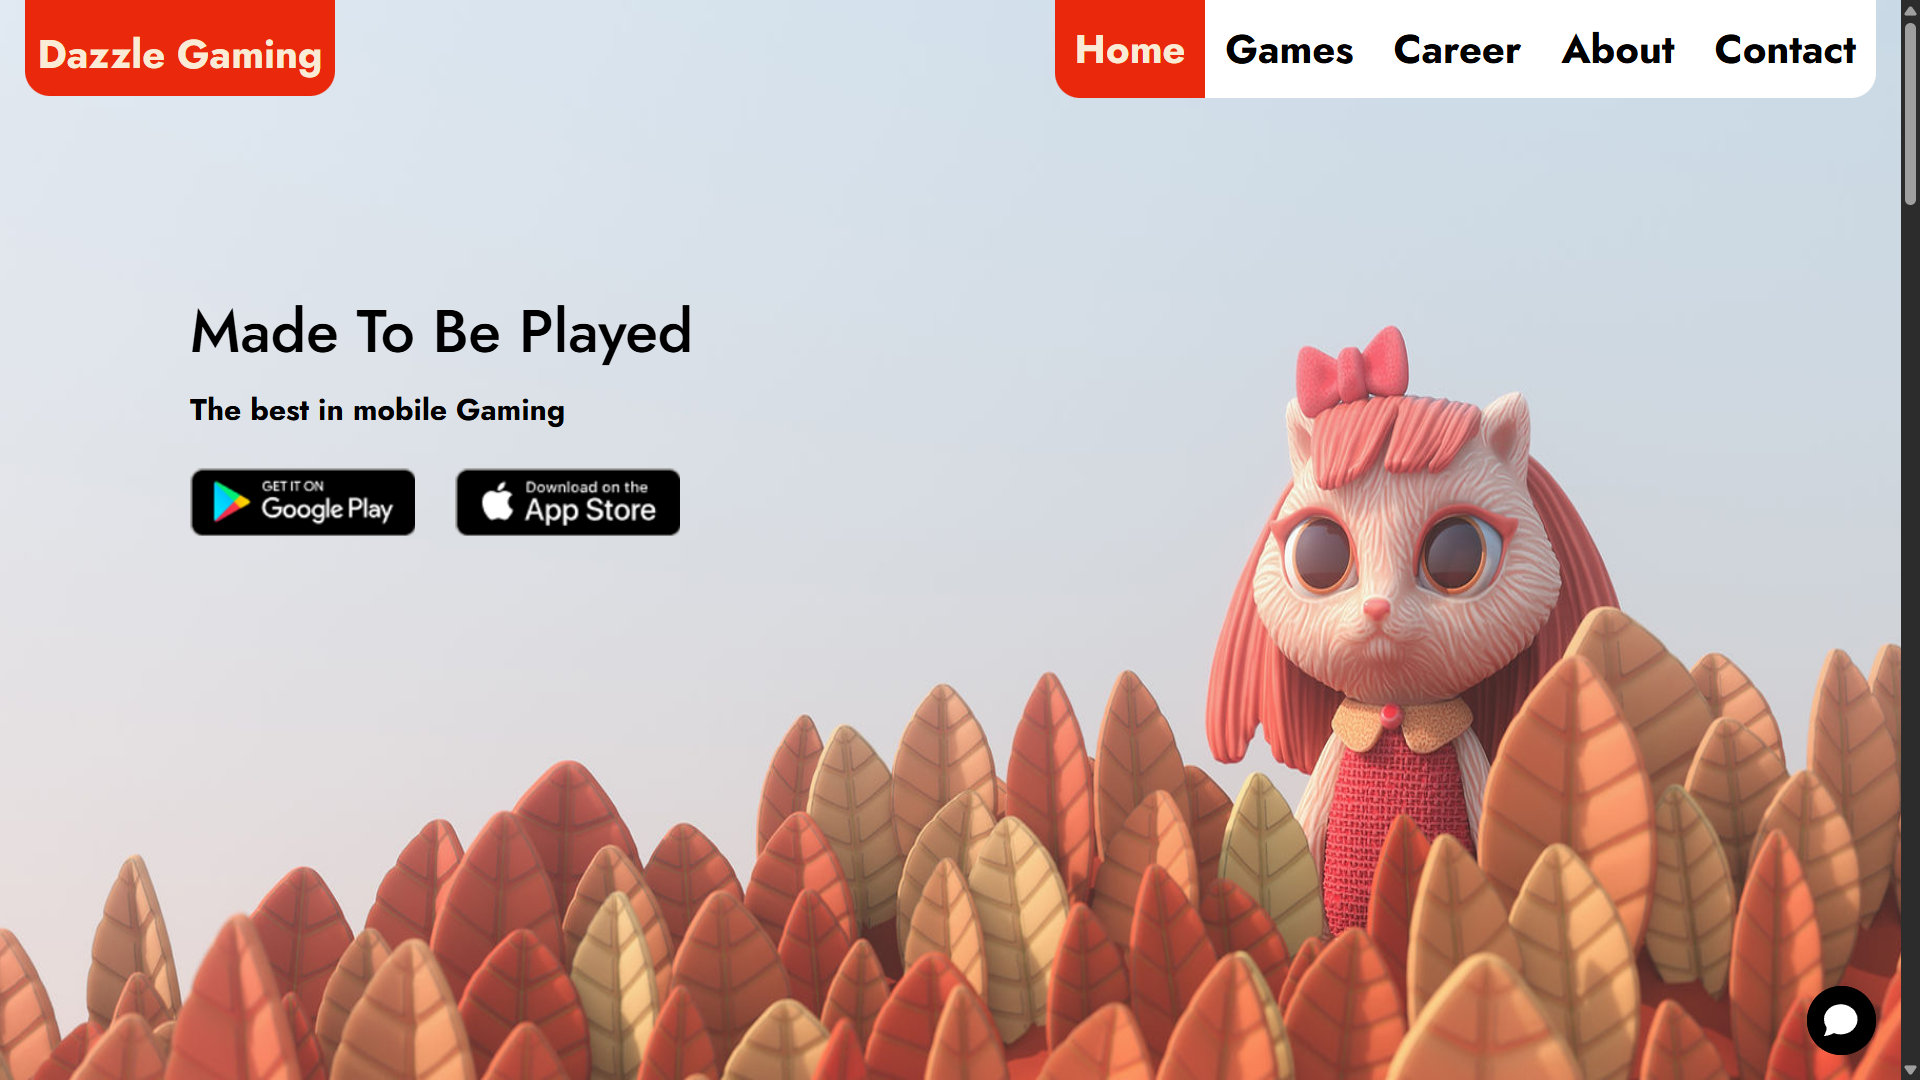 Dazzle Gaming
Home Games Career About Contact
Made To Be Played
The best in mobile Gaming
GET IT ON
Google Play
Download on the
App Store